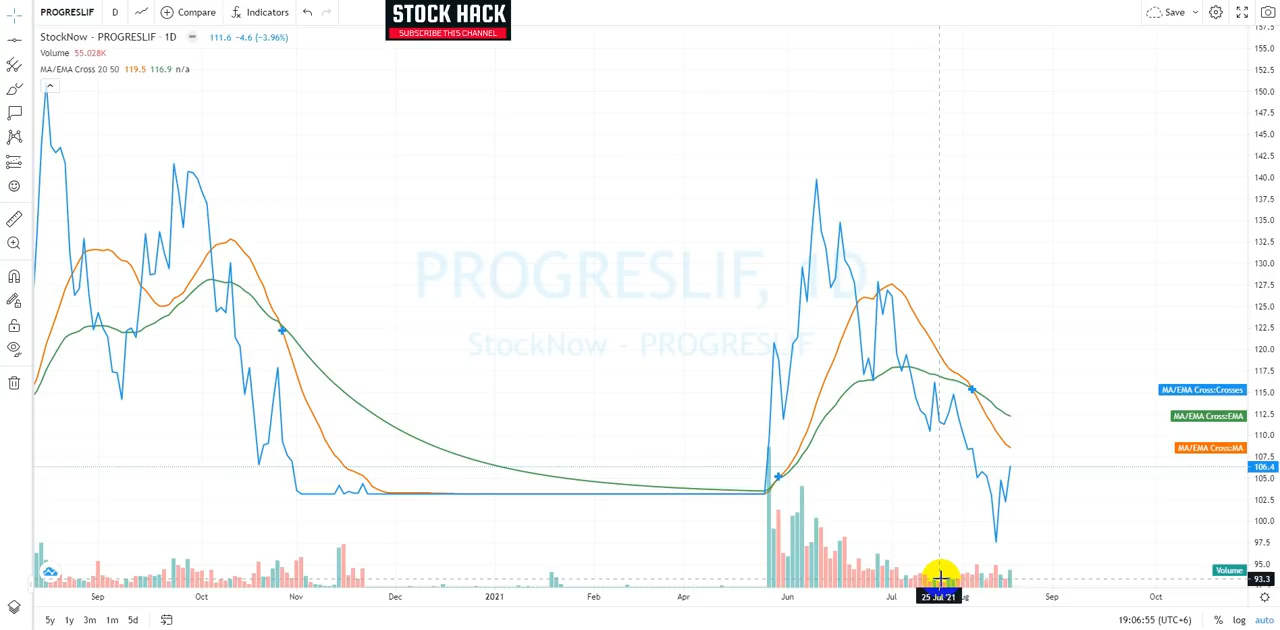 PROGRESLIF D Compare Indicators Save
STOCK HACK
SUBSCRIBE THIS CHANNEL
StockNow - PROGRESLIF · 1D 111.6 -4.6 (-3.96%)
Volume 55.028K
MA/EMA Cross 20 50 119.5 116.9 n/a
157.5
155.0
152.5
150.0
147.5
145.0
142.5
140.0
137.5
135.0
132.5
130.0
127.5
125.0
122.5
120.0
117.5
115.0
112.5
110.0
107.5
105.0
102.5
100.0
97.5
95.0
PROGRESLIF, 1D
StockNow - PROGRESLIF
MA/EMA Cross:Crosses
MA/EMA Cross:EMA
MA/EMA Cross:MA
106.4
Volume
93.3
Sep Oct Nov Dec 2021 Feb Apr Jun Jul 25 Jul '21 Sep Oct
5y 1y 3m 1m 5d 19:06:55 (UTC+6) % log auto